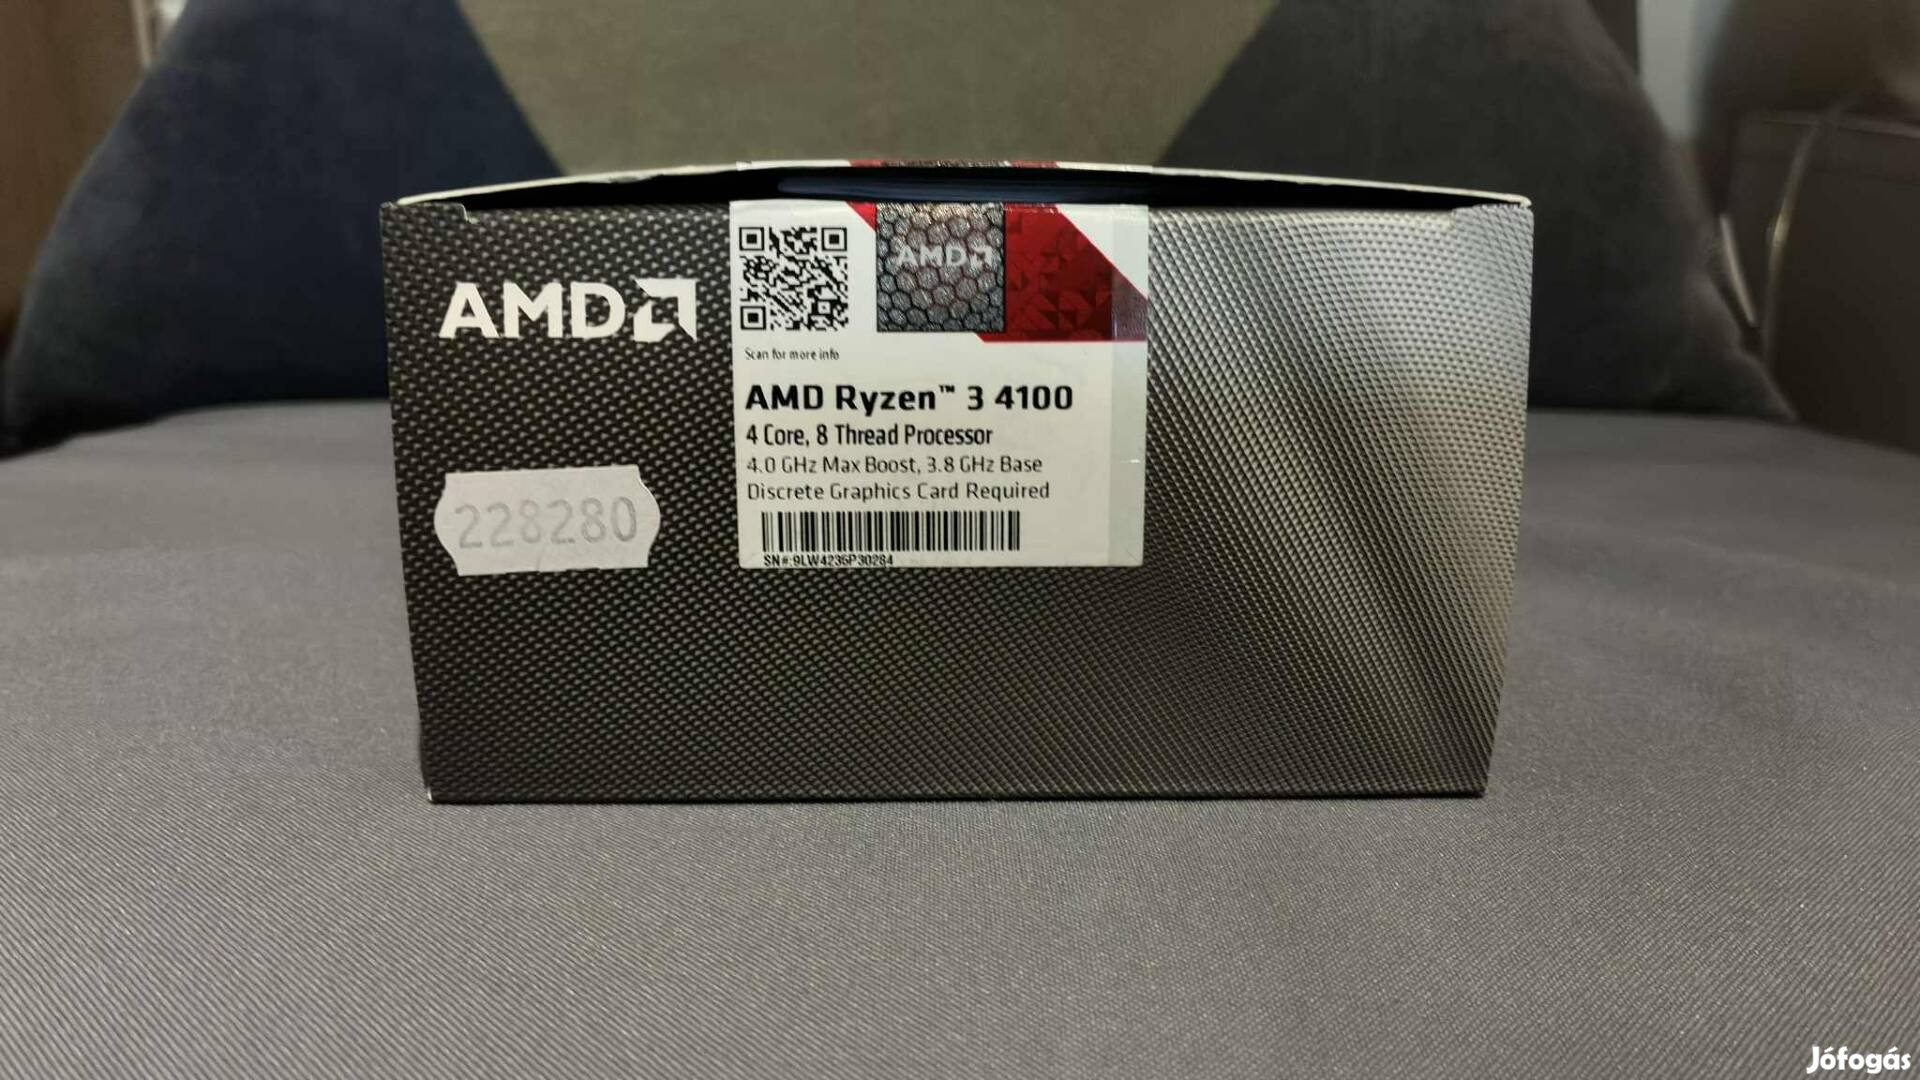 AMD
228280
AMD
Scan for more info
AMD Ryzen™ 3 4100
4 Core, 8 Thread Processor
4.0 GHz Max Boost, 3.8 GHz Base
Discrete Graphics Card Required
SN#:9LW4236P30284
Jófogás